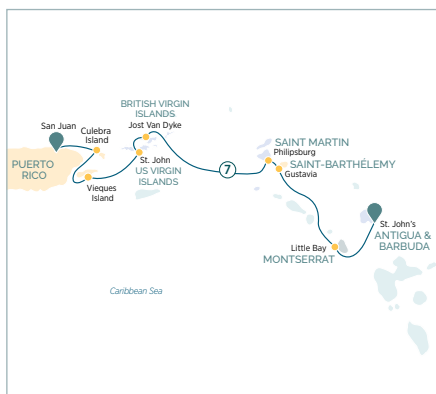 San Juan
Culebra
Island
PUERTO
RICO
Vieques
Island
BRITISH VIRGIN
ISLANDS
Jost Van Dyke
St. John
US VIRGIN
ISLANDS
7
SAINT MARTIN
Philipsburg
SAINT-BARTHÉLEMY
Gustavia
Little Bay
MONTSERRAT
St. John's
ANTIGUA &
BARBUDA
Caribbean Sea